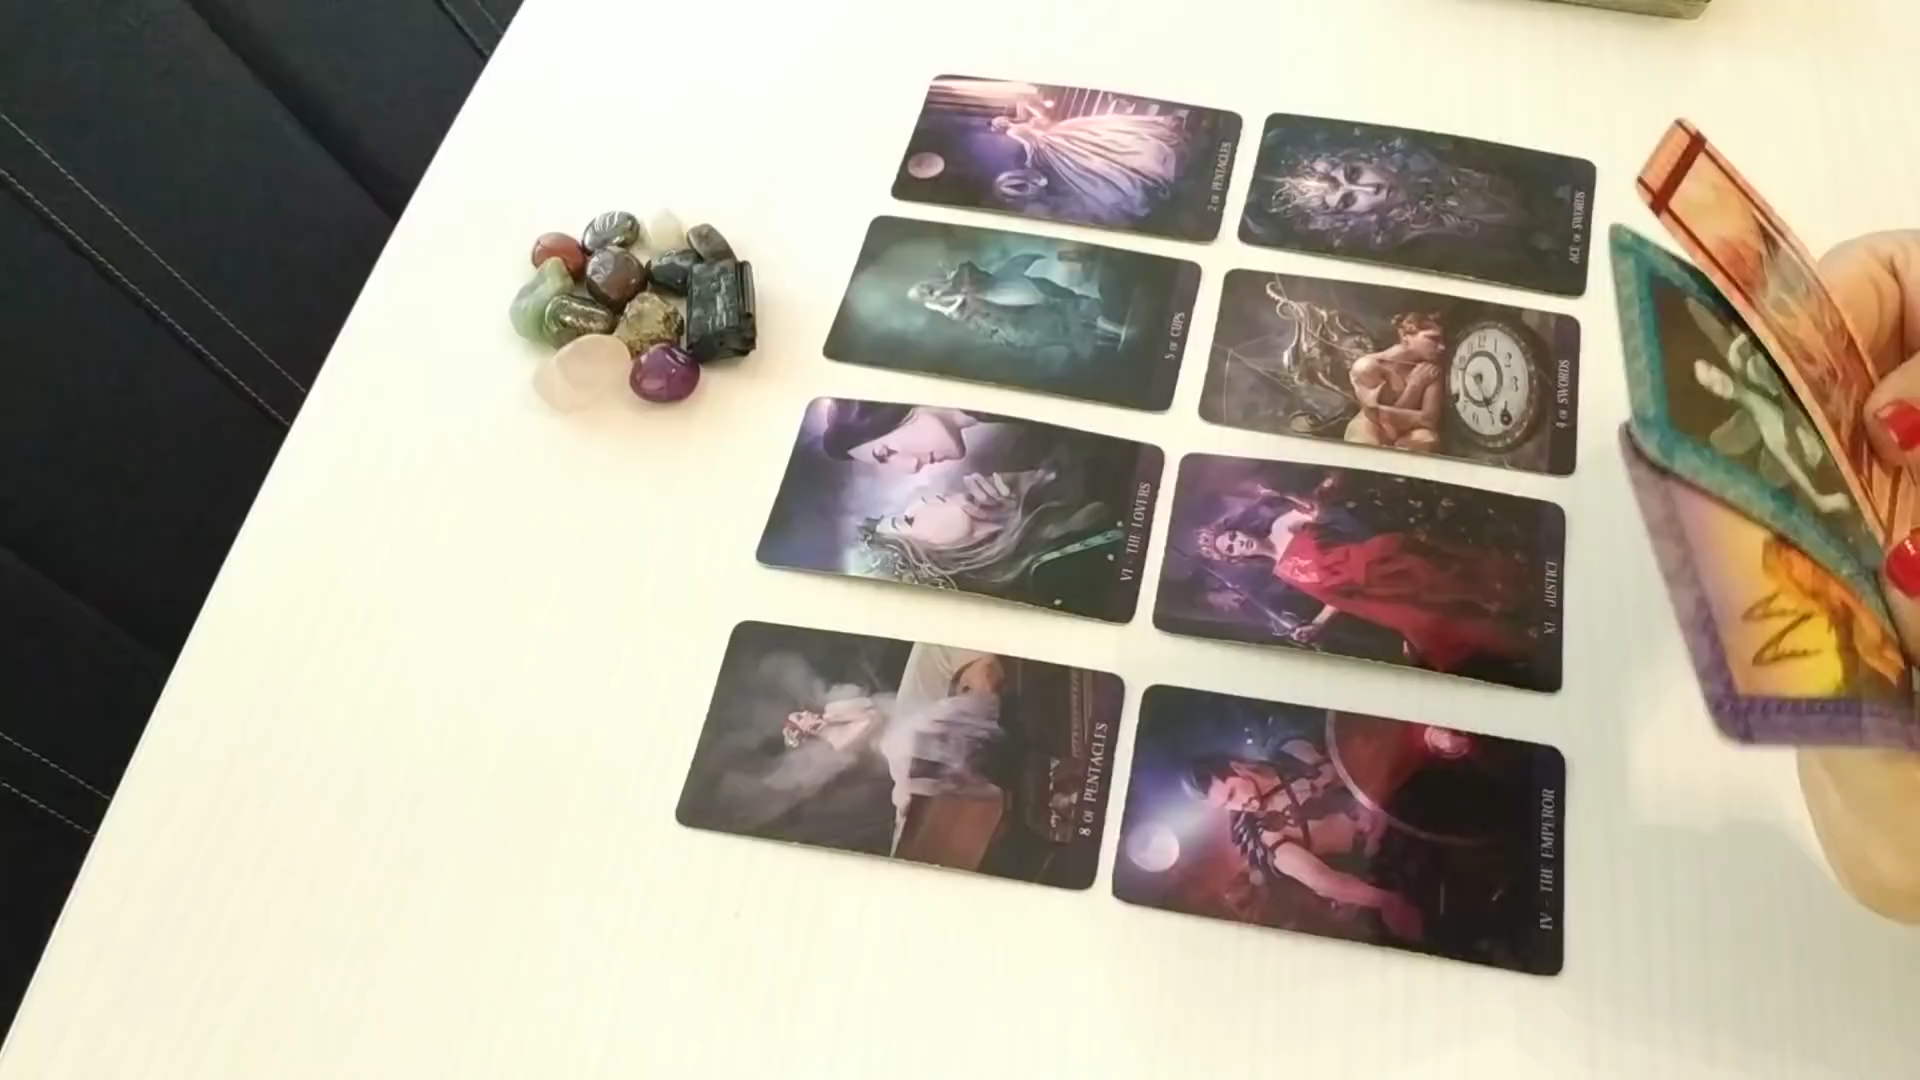 2 OF PENTACLES
ACE OF SWORDS
5 OF CUPS
4 OF SWORDS
VI - THE LOVERS
XI - JUSTICE
8 OF PENTACLES
IV - THE EMPEROR